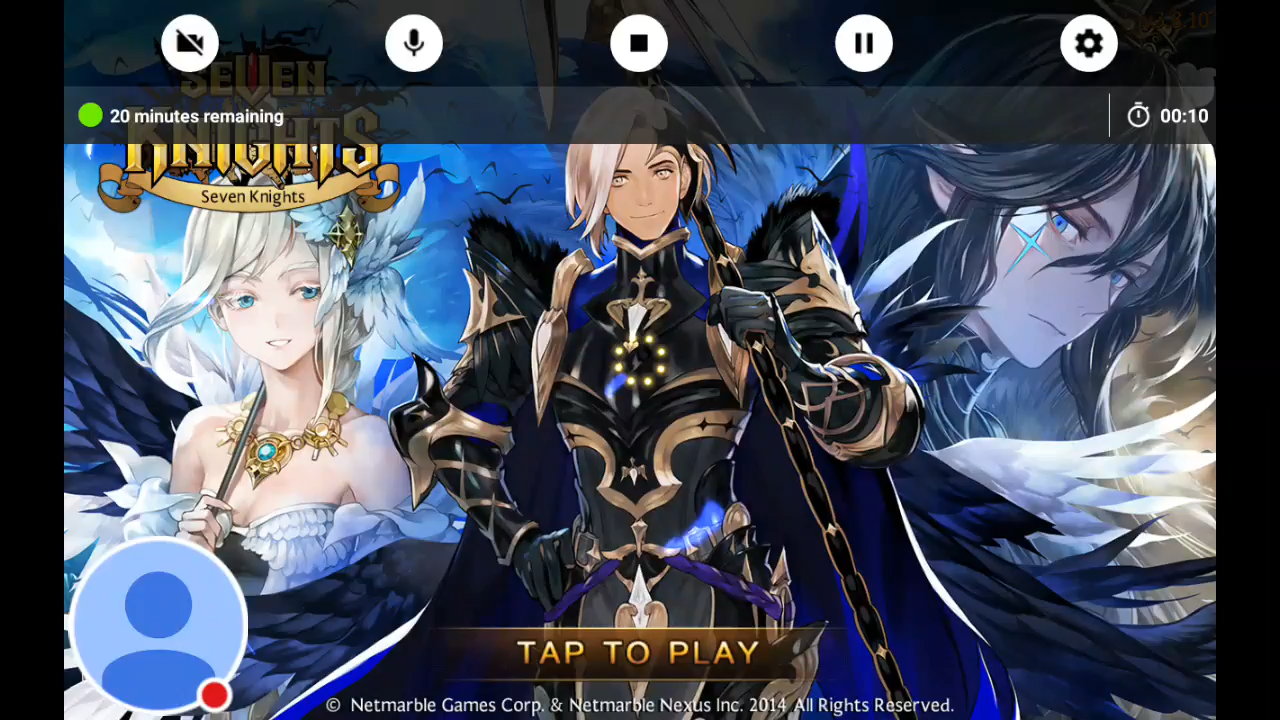 SEVEN
KNIGHTS
Seven Knights
20 minutes remaining
00:10
TAP TO PLAY
© Netmarble Games Corp. & Netmarble Nexus Inc. 2014 All Rights Reserved.